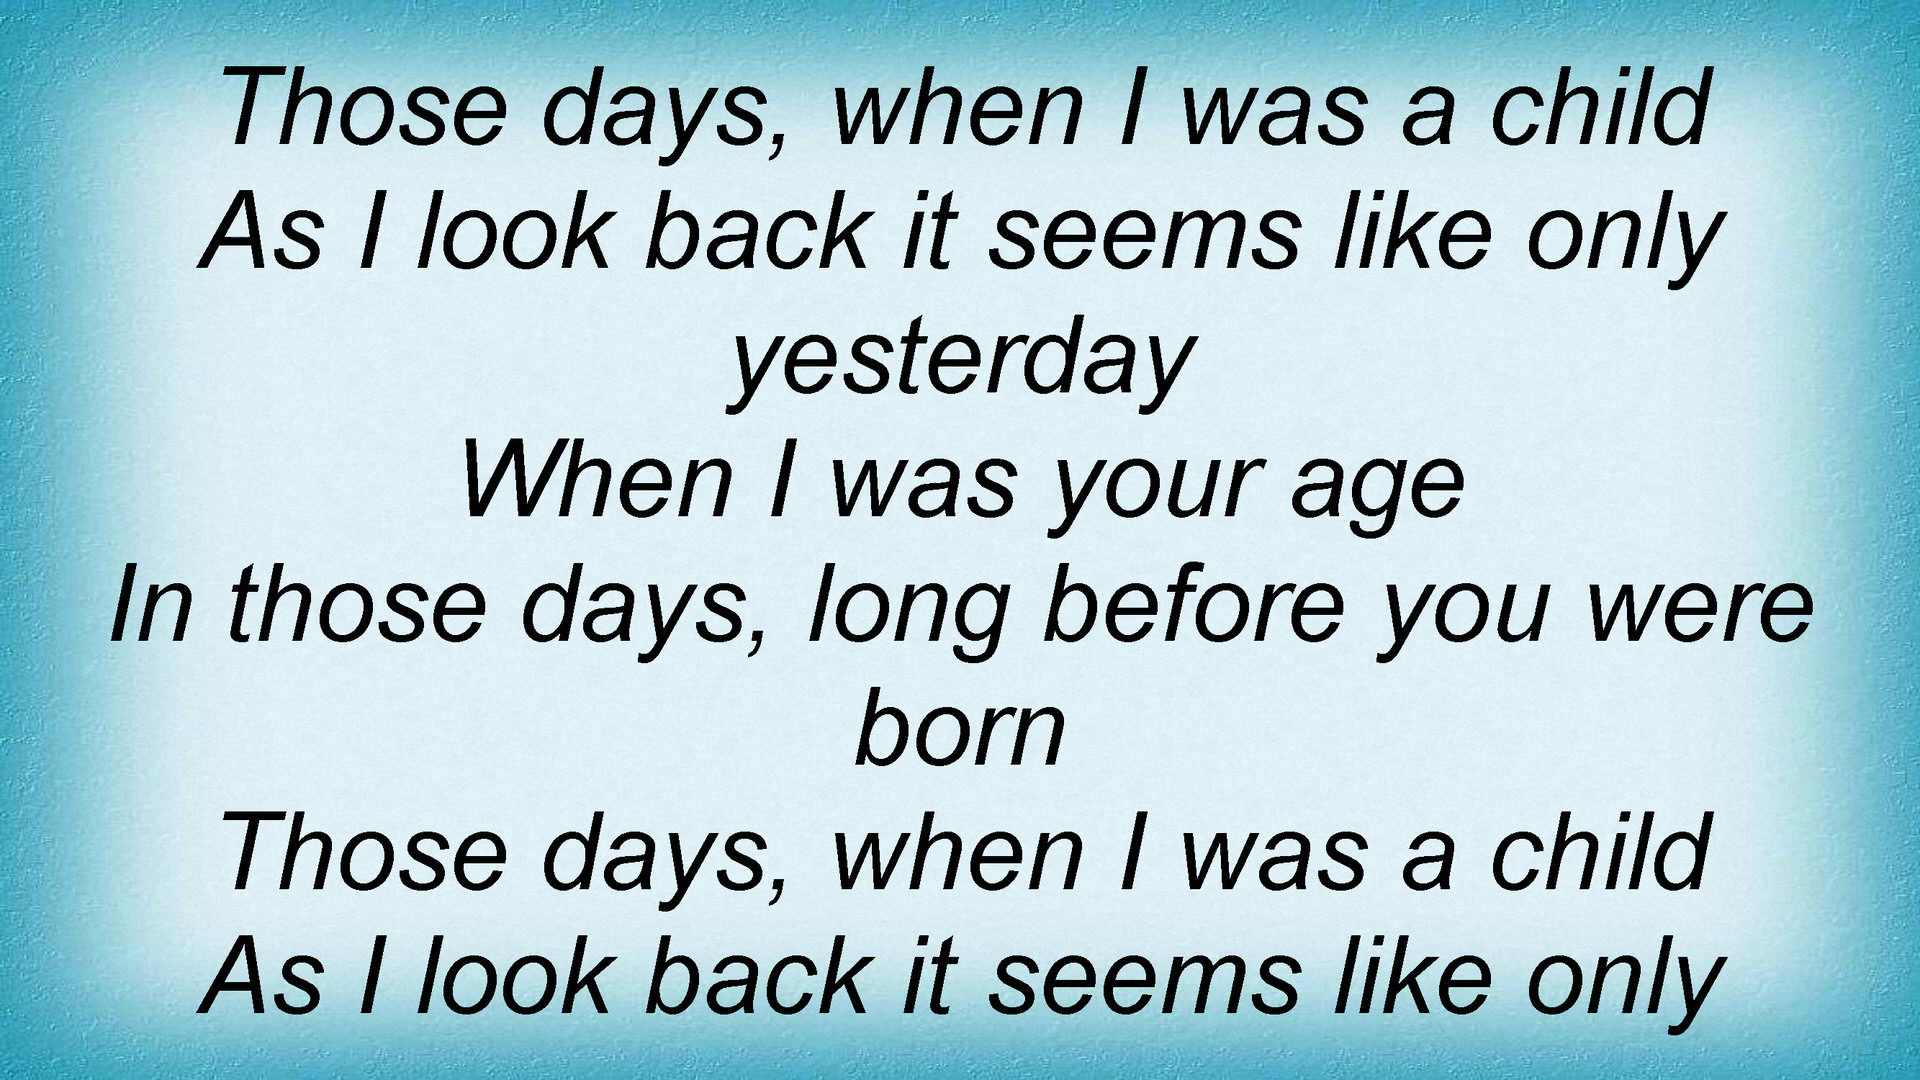 Those days, when I was a child
As I look back it seems like only
yesterday
When I was your age
In those days, long before you were
born
Those days, when I was a child
As I look back it seems like only